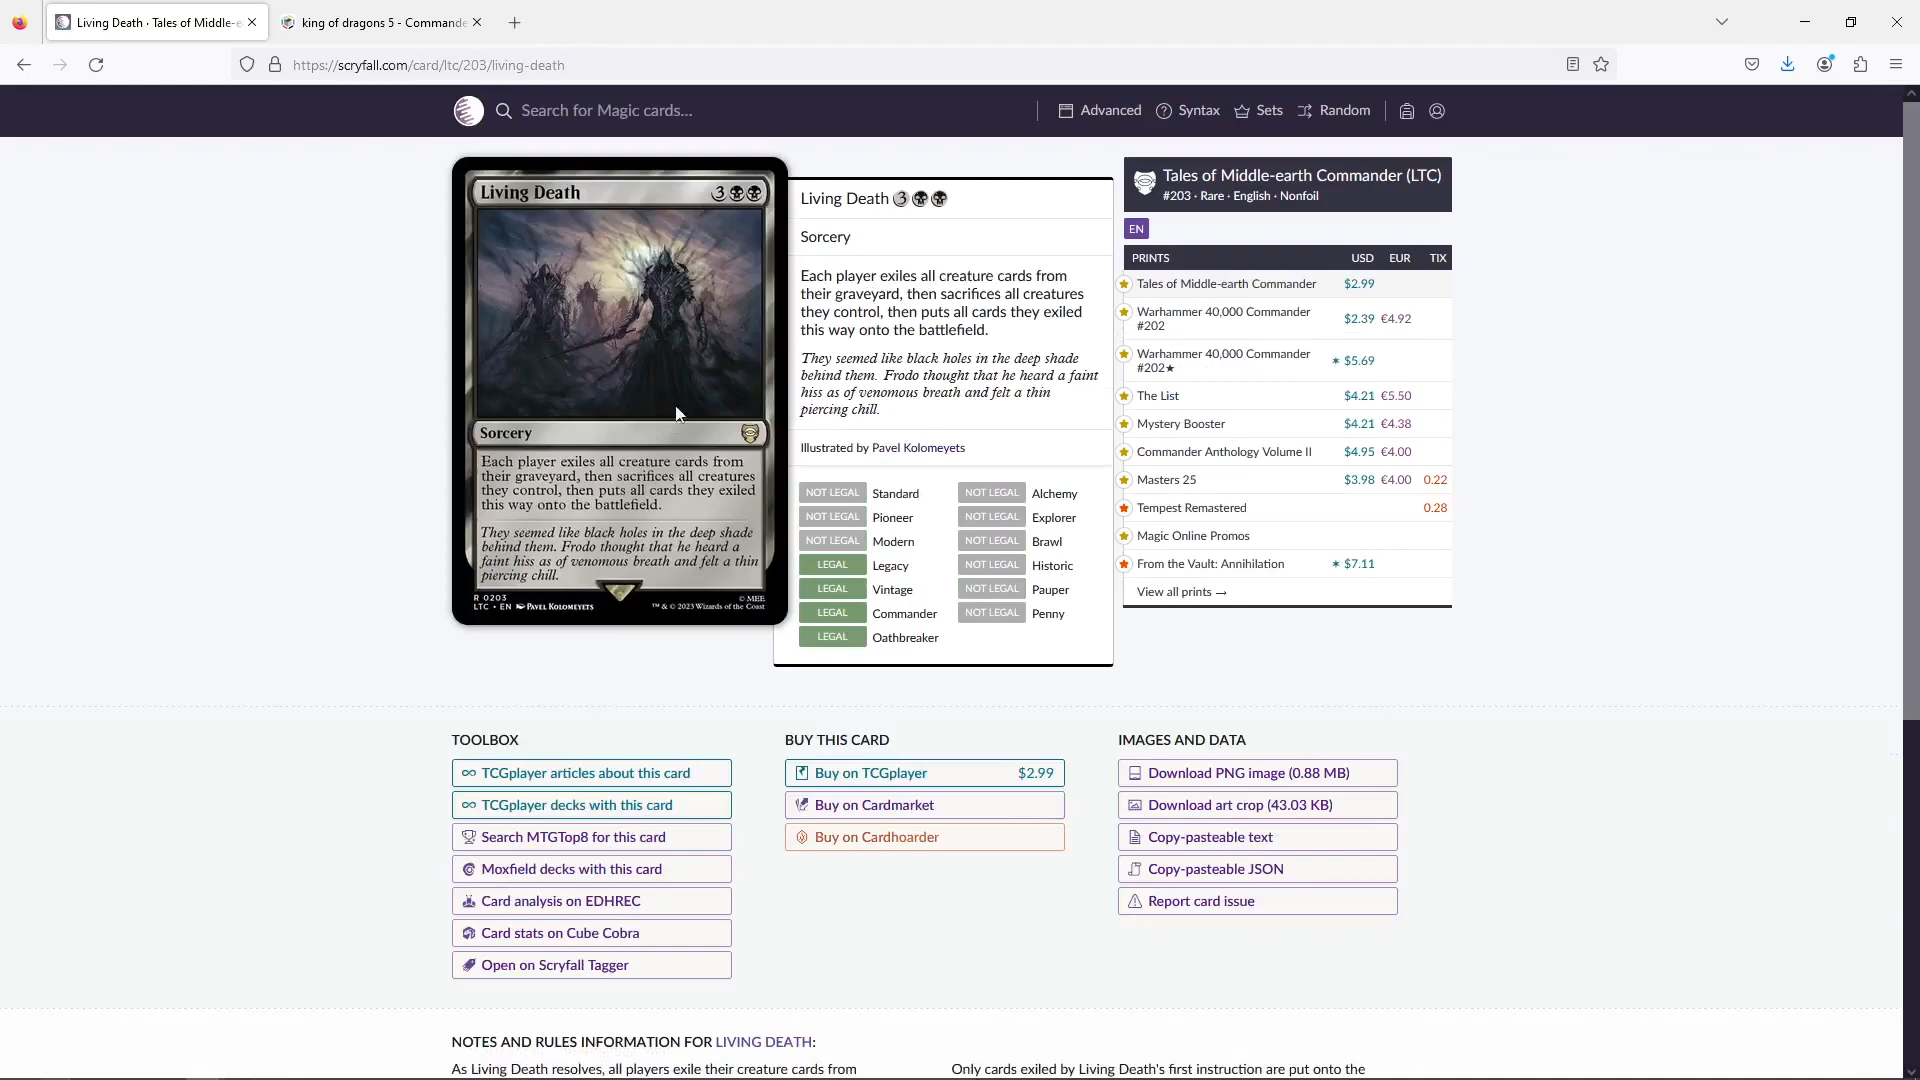 Living Death · Tales of Middle-e
king of dragons 5 - Commande
https://scryfall.com/card/ltc/203/living-death
Search for Magic cards...
Advanced
Syntax
Sets
Random
Living Death 3
Sorcery
Each player exiles all creature cards from
their graveyard, then sacrifices all creatures
they control, then puts all cards they exiled
this way onto the battlefield.
They seemed like black holes in the deep shade
behind them. Frodo thought that he heard a
faint hiss as of venomous breath and felt a thin
piercing chill.
R 0203
LTC • EN PAVEL KOLOMEYETS
© MEE
™ & © 2023 Wizards of the Coast
Living Death 3
Sorcery
Each player exiles all creature cards from
their graveyard, then sacrifices all creatures
they control, then puts all cards they exiled
this way onto the battlefield.
They seemed like black holes in the deep shade
behind them. Frodo thought that he heard a faint
hiss as of venomous breath and felt a thin
piercing chill.
Illustrated by Pavel Kolomeyets
NOT LEGAL Standard NOT LEGAL Alchemy
NOT LEGAL Pioneer NOT LEGAL Explorer
NOT LEGAL Modern NOT LEGAL Brawl
LEGAL Legacy NOT LEGAL Historic
LEGAL Vintage NOT LEGAL Pauper
LEGAL Commander NOT LEGAL Penny
LEGAL Oathbreaker
Tales of Middle-earth Commander (LTC)
#203 · Rare · English · Nonfoil
EN
PRINTS USD EUR TIX
Tales of Middle-earth Commander $2.99
Warhammer 40,000 Commander
#202 $2.39 €4.92
Warhammer 40,000 Commander
#202★ ✶ $5.69
The List $4.21 €5.50
Mystery Booster $4.21 €4.38
Commander Anthology Volume II $4.95 €4.00
Masters 25 $3.98 €4.00 0.22
Tempest Remastered 0.28
Magic Online Promos
From the Vault: Annihilation ✶ $7.11
View all prints →
TOOLBOX
TCGplayer articles about this card
TCGplayer decks with this card
Search MTGTop8 for this card
Moxfield decks with this card
Card analysis on EDHREC
Card stats on Cube Cobra
Open on Scryfall Tagger
BUY THIS CARD
Buy on TCGplayer $2.99
Buy on Cardmarket
Buy on Cardhoarder
IMAGES AND DATA
Download PNG image (0.88 MB)
Download art crop (43.03 KB)
Copy-pasteable text
Copy-pasteable JSON
Report card issue
NOTES AND RULES INFORMATION FOR LIVING DEATH:
As Living Death resolves, all players exile their creature cards from
Only cards exiled by Living Death's first instruction are put onto the